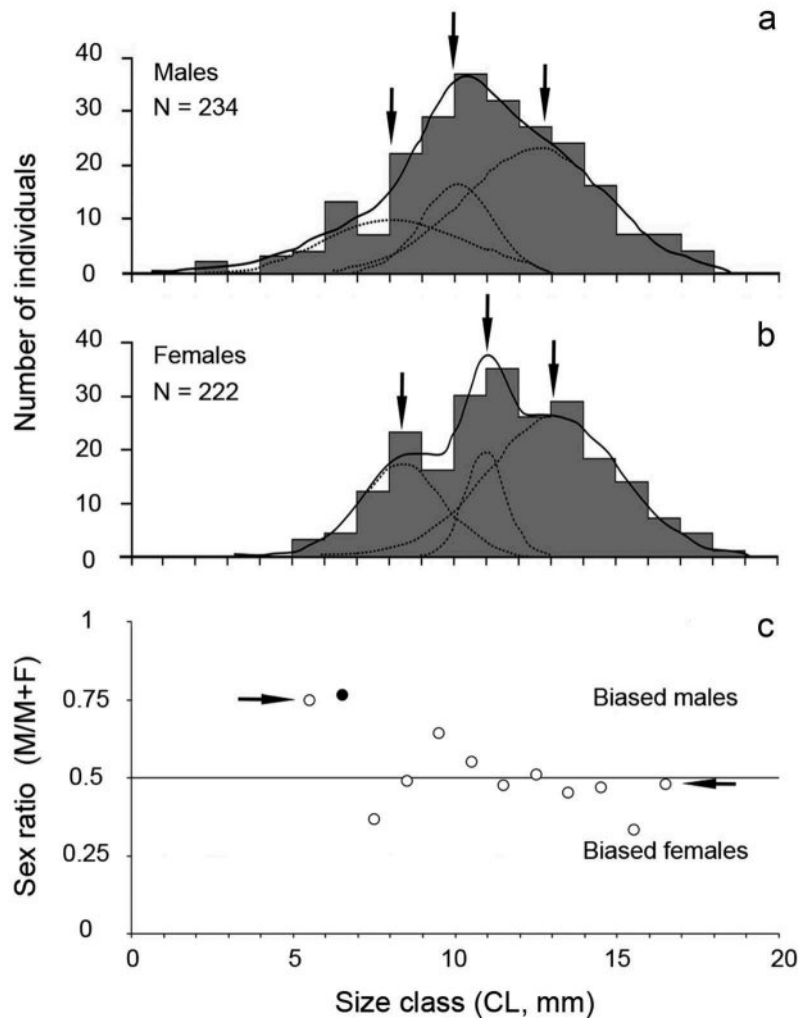 a
40
30
20
10
0
Males
N = 234
b
40
30
20
10
0
Females
N = 222
Number of individuals
c
1
0.75
0.5
0.25
0
Biased males
Biased females
Sex ratio (M/M+F)
0 5 10 15 20
Size class (CL, mm)